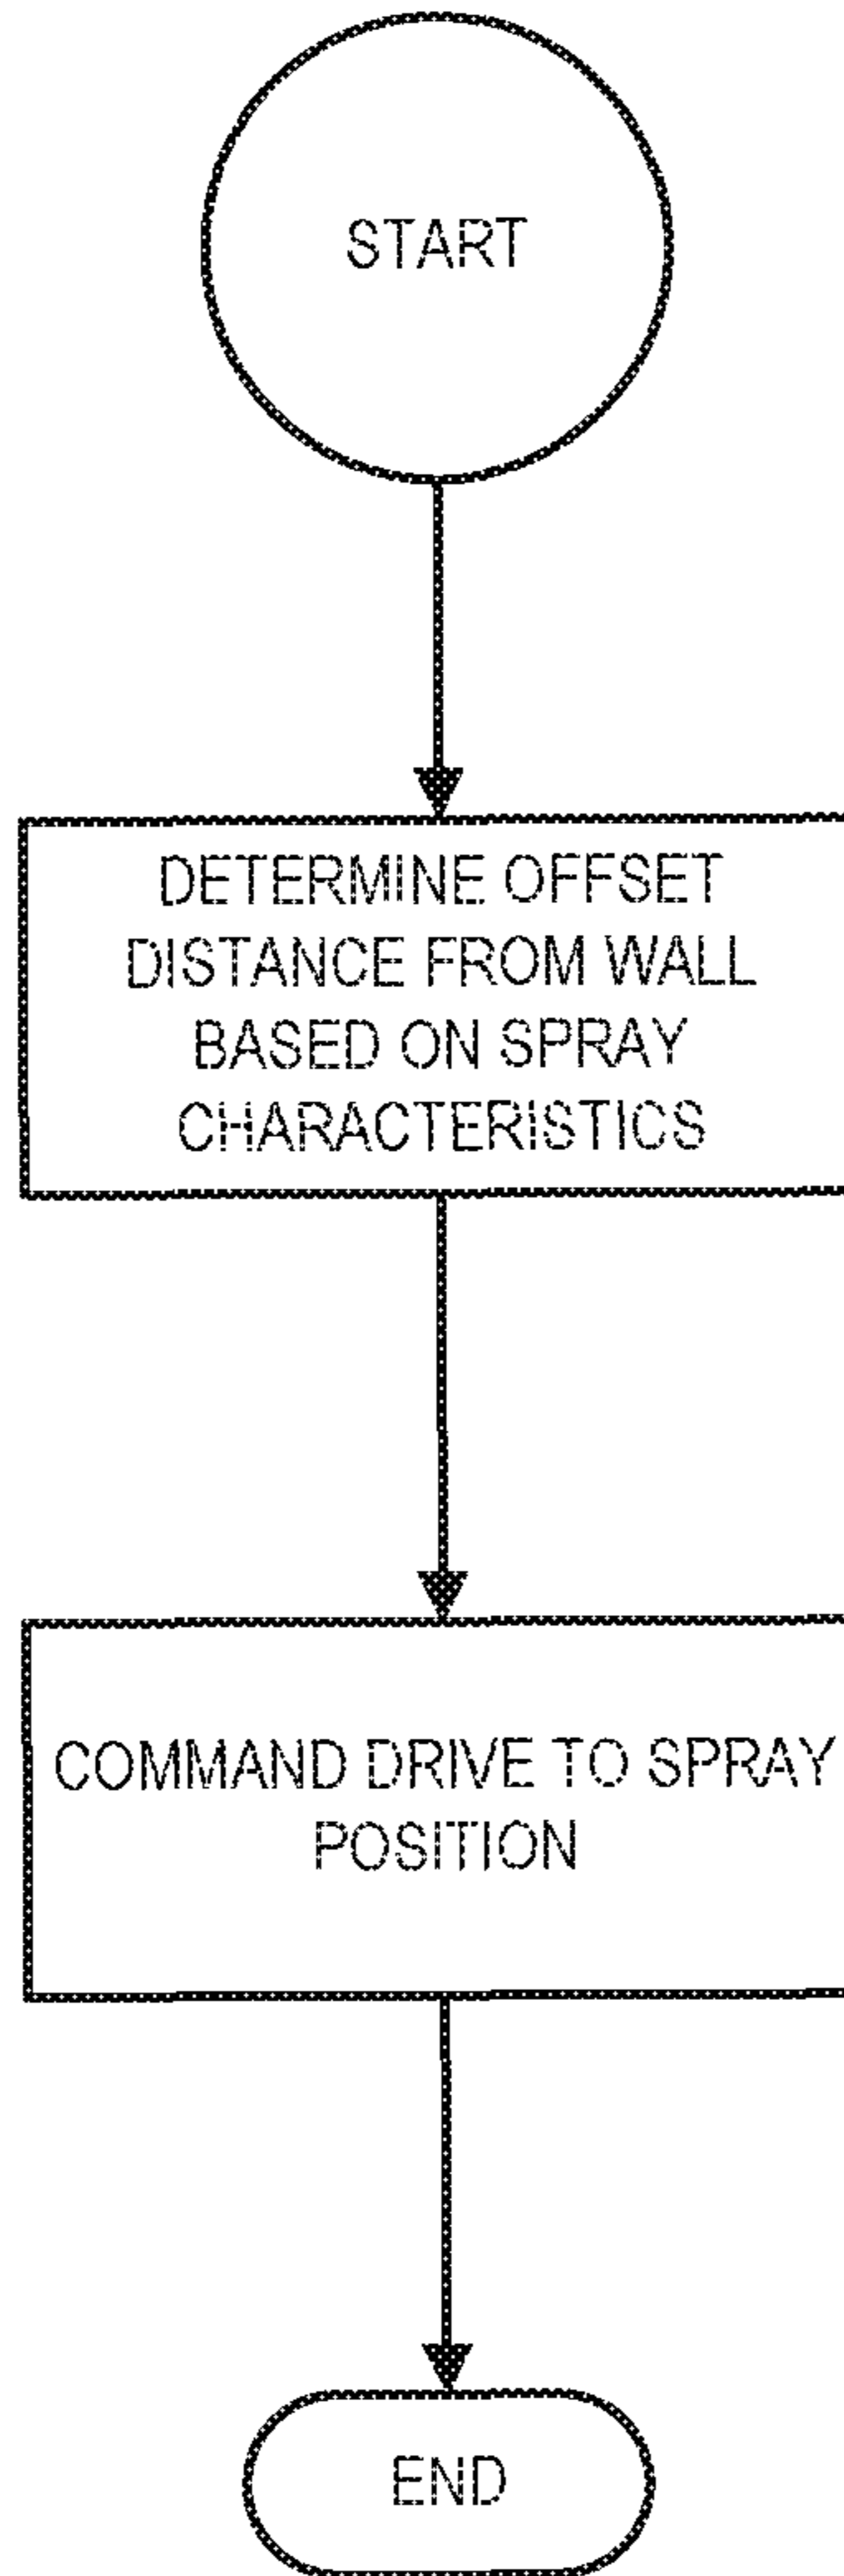 START
DETERMINE OFFSET
DISTANCE FROM WALL
BASED ON SPRAY
CHARACTERISTICS
COMMAND DRIVE TO SPRAY
POSITION
END